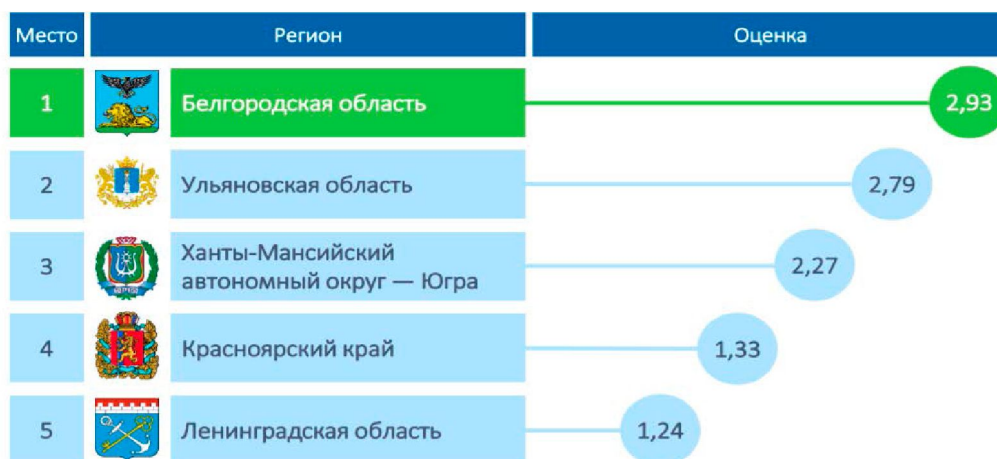 Место Регион Оценка
1 Белгородская область 2,93
2 Ульяновская область 2,79
3 Ханты-Мансийский
автономный округ — Югра 2,27
4 Красноярский край 1,33
5 Ленинградская область 1,24